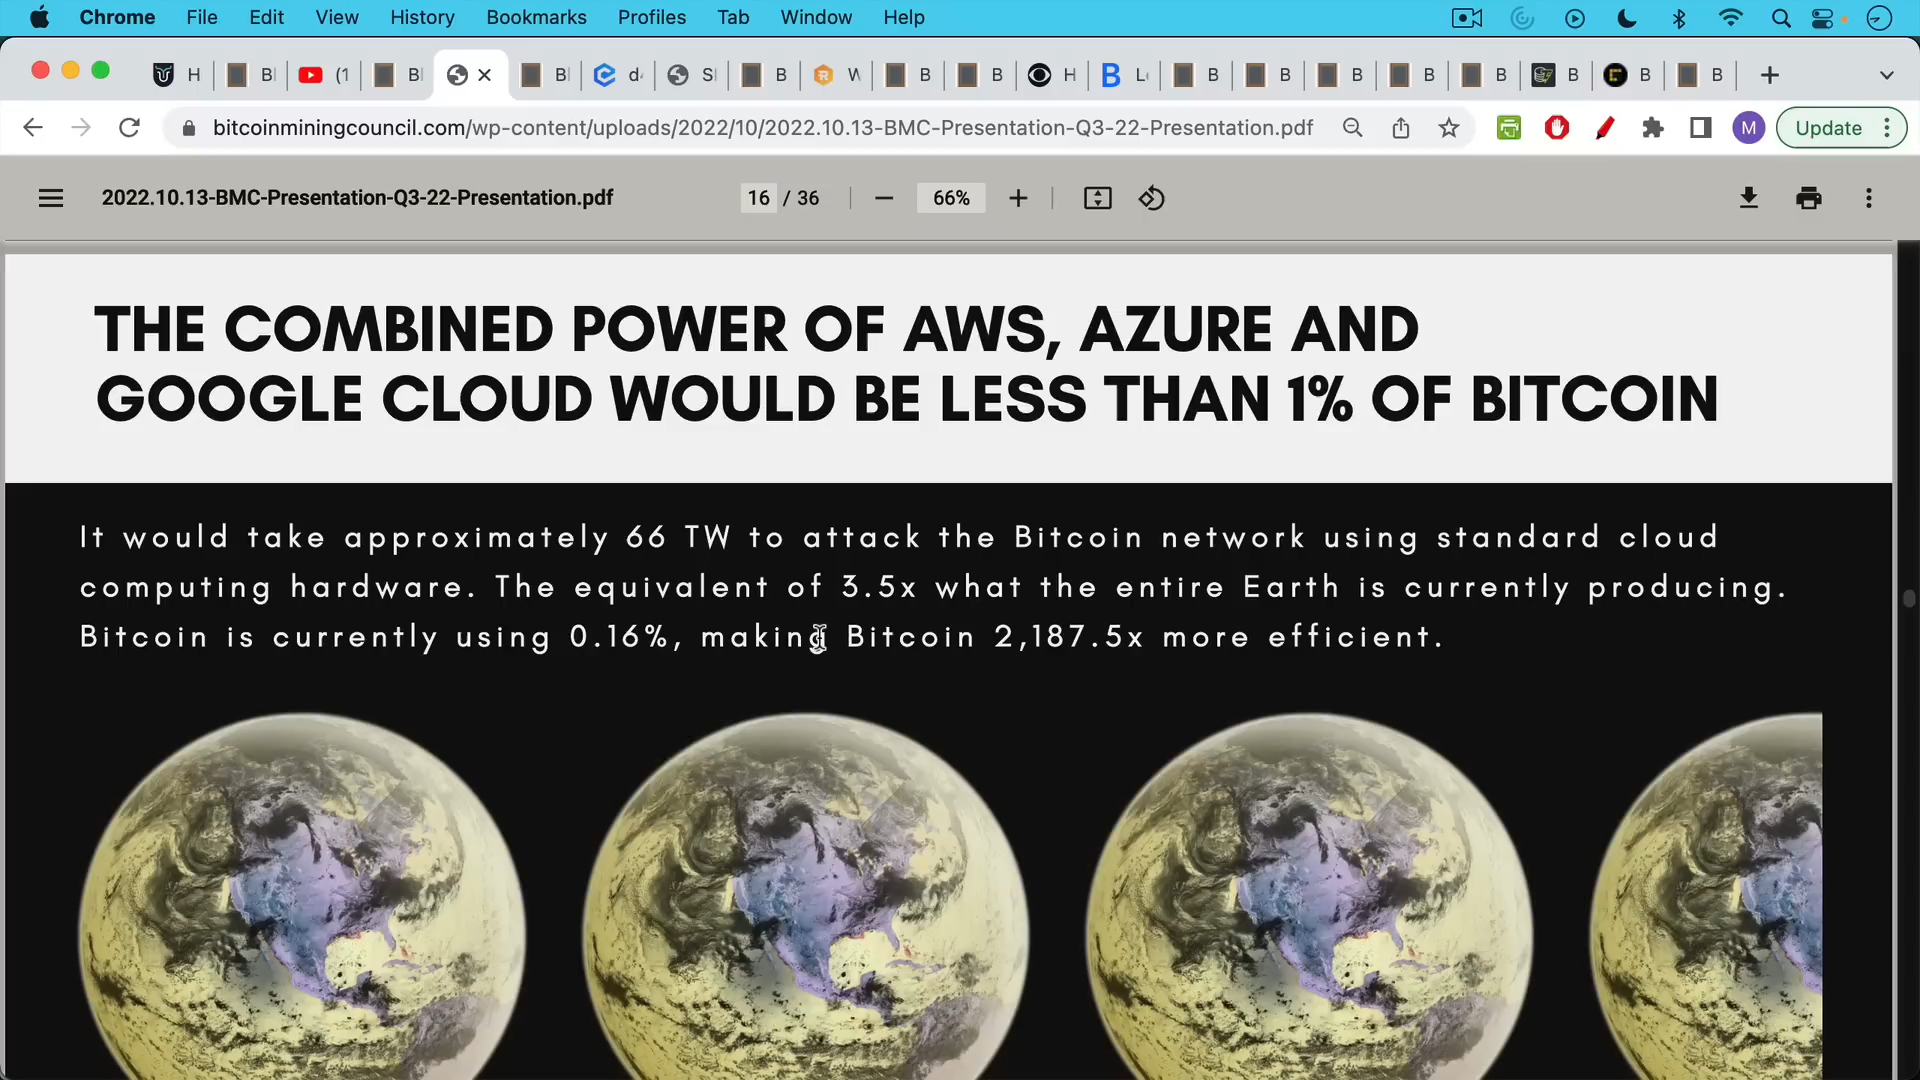 Chrome File Edit View History Bookmarks Profiles Tab Window Help
H B (1 B B d S B W B B H L B B B B B B B B
bitcoinminingcouncil.com/wp-content/uploads/2022/10/2022.10.13-BMC-Presentation-Q3-22-Presentation.pdf M Update
2022.10.13-BMC-Presentation-Q3-22-Presentation.pdf 16 / 36 66%
THE COMBINED POWER OF AWS, AZURE AND
GOOGLE CLOUD WOULD BE LESS THAN 1% OF BITCOIN
It would take approximately 66 TW to attack the Bitcoin network using standard cloud
computing hardware. The equivalent of 3.5x what the entire Earth is currently producing.
Bitcoin is currently using 0.16%, making Bitcoin 2,187.5x more efficient.